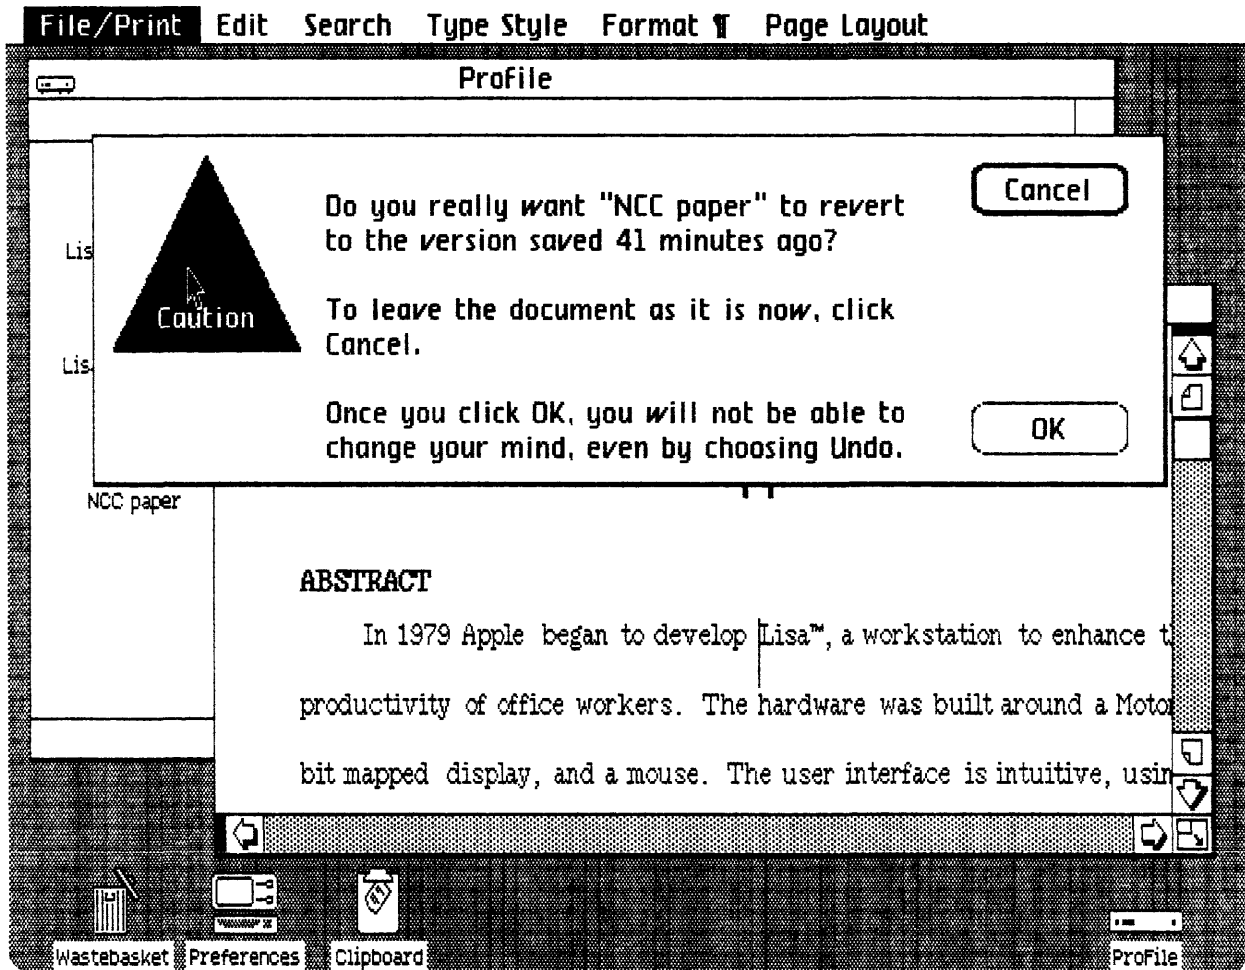 File/Print Edit Search Type Style Format ¶ Page Layout
Profile
Do you really want "NCC paper" to revert
to the version saved 41 minutes ago?
To leave the document as it is now, click
Cancel.
Once you click OK, you will not be able to
change your mind, even by choosing Undo.
Caution
Cancel
OK
Lis
Lis
NCC paper
ABSTRACT
In 1979 Apple began to develop Lisa™, a workstation to enhance t
productivity of office workers. The hardware was built around a Moto
bit mapped display, and a mouse. The user interface is intuitive, usin
Wastebasket Preferences Clipboard ProFile